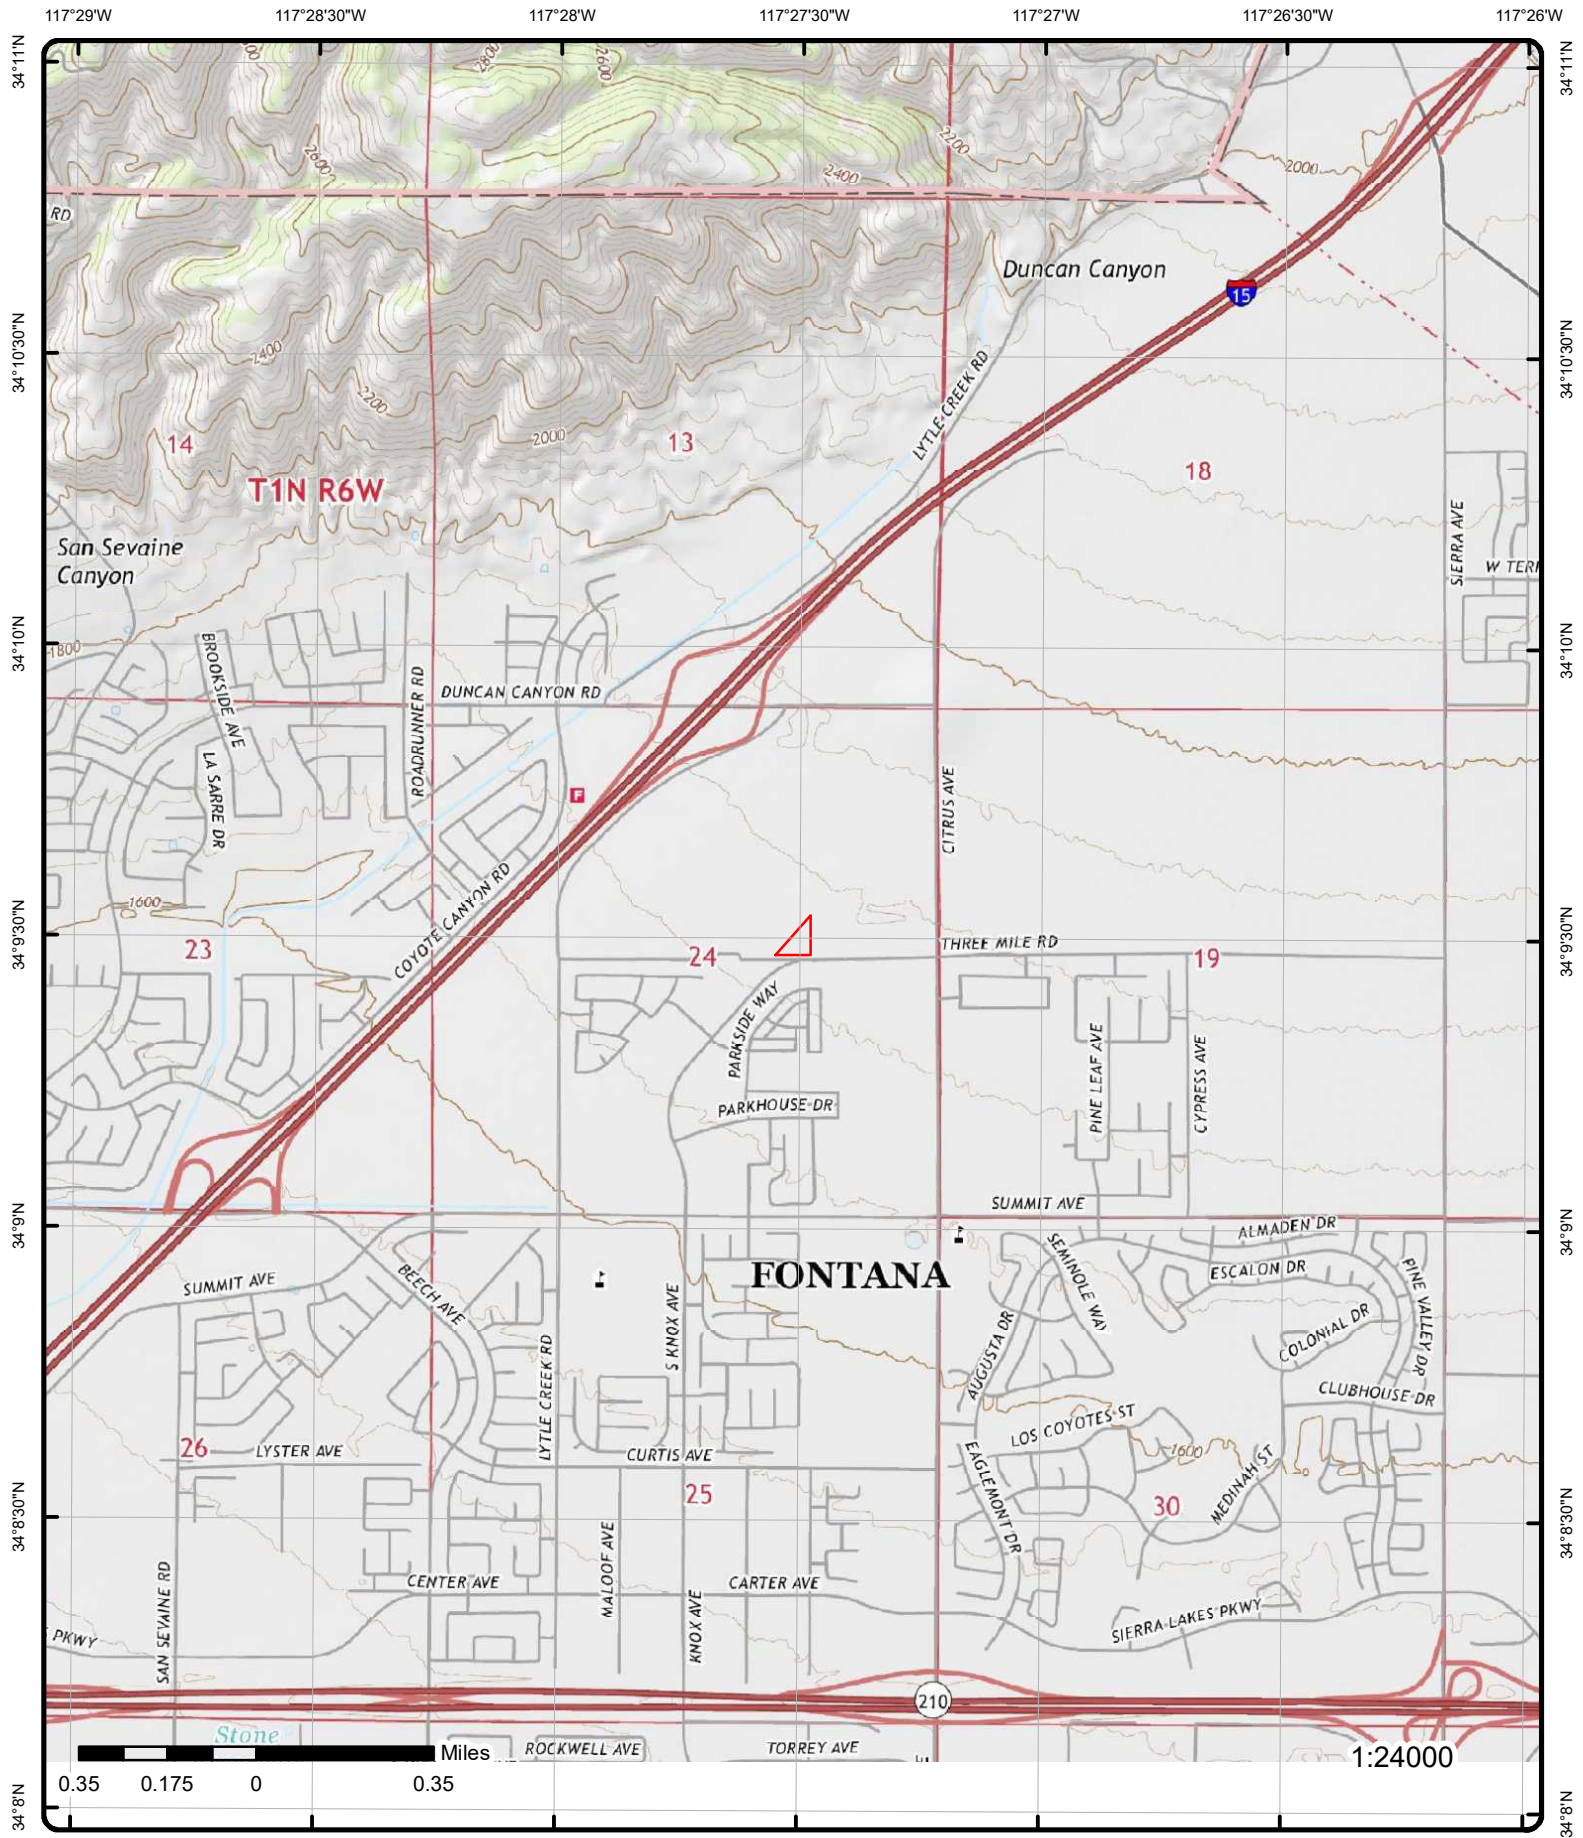 117°29'W 117°28'30"W 117°28'W 117°27'30"W 117°27'W 117°26'30"W 117°26'W
34°11'N
34°11'N
2800
2600
2200
2600
2400
2000
RD
Duncan Canyon
15
34°10'30"N
34°10'30"N
2400
LYTLE CREEK RD
2200
2000
14
13
18
T1N R6W
San Sevaine
Canyon
SIERRA AVE
W TERR
34°10'N
34°10'N
1800
BROOKSIDE AVE
ROADRUNNER RD
DUNCAN CANYON RD
LA SARRE DR
F
CITRUS AVE
COYOTE CANYON RD
1600
34°9'30"N
34°9'30"N
23
24
THREE MILE RD
19
PARKSIDE WAY
PINE LEAF AVE
CYPRESS AVE
PARKHOUSE DR
SUMMIT AVE
34°9'N
34°9'N
ALMADEN DR
SEMINOLE WAY
FONTANA
ESCALON DR
PINE VALLEY DR
SUMMIT AVE
BEECH AVE
S KNOX AVE
AUGUSTA DR
COLONIAL DR
LYTLE CREEK RD
CLUBHOUSE DR
LOS COYOTES ST
26
LYSTER AVE
CURTIS AVE
1600
EAGLEMONT DR
MEDINAH ST
25
30
34°8'30"N
34°8'30"N
MALOOF AVE
SAN SEVAINE RD
CENTER AVE
CARTER AVE
KNOX AVE
SIERRA LAKES PKWY
PKWY
210
Stone
ROCKWELL AVE
TORREY AVE
Miles
1:24000
0.35 0.175 0 0.35
34°8'N
34°8'N